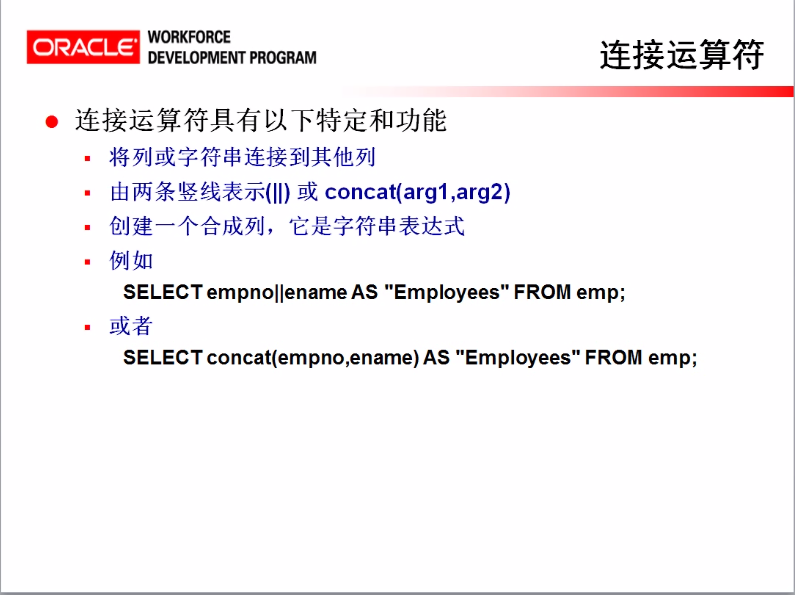 ORACLE WORKFORCE
DEVELOPMENT PROGRAM
连接运算符
连接运算符具有以下特定和功能
将列或字符串连接到其他列
由两条竖线表示(||) 或 concat(arg1,arg2)
创建一个合成列，它是字符串表达式
例如
SELECT empno||ename AS "Employees" FROM emp;
或者
SELECT concat(empno,ename) AS "Employees" FROM emp;